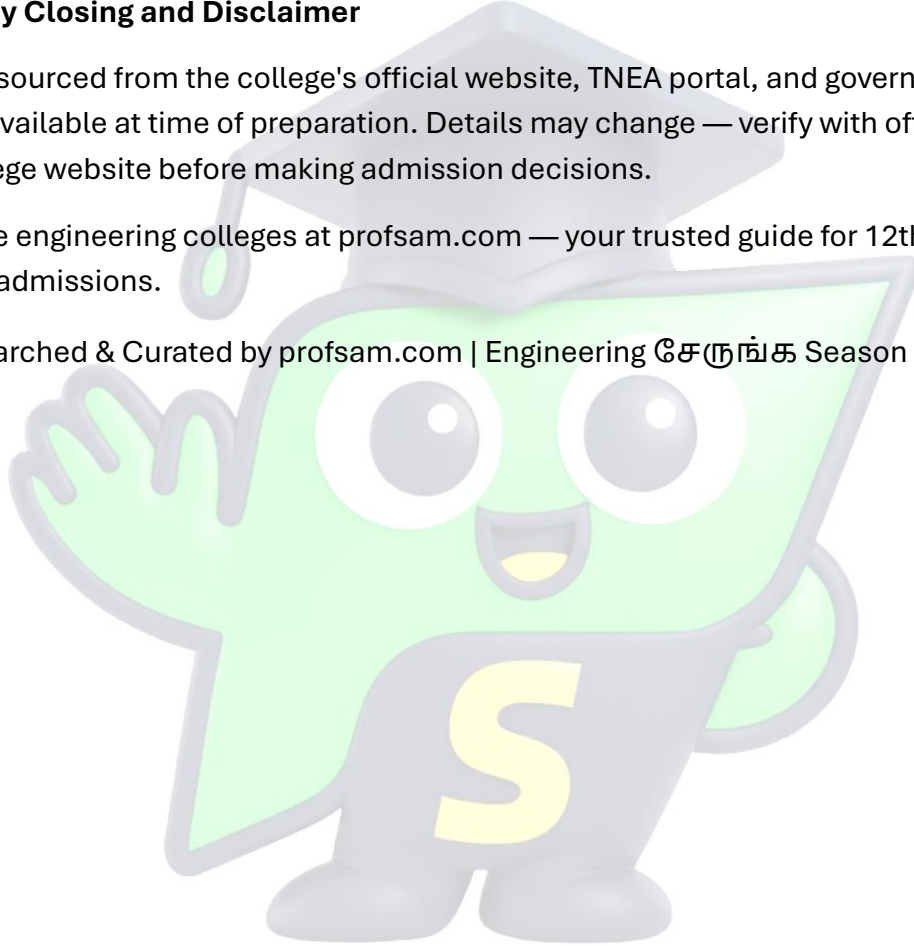 y Closing and Disclaimer
sourced from the college's official website, TNEA portal, and govern
vailable at time of preparation. Details may change — verify with of
ege website before making admission decisions.
e engineering colleges at profsam.com — your trusted guide for 12th
admissions.
arched & Curated by profsam.com | Engineering சேருங்க Season
S